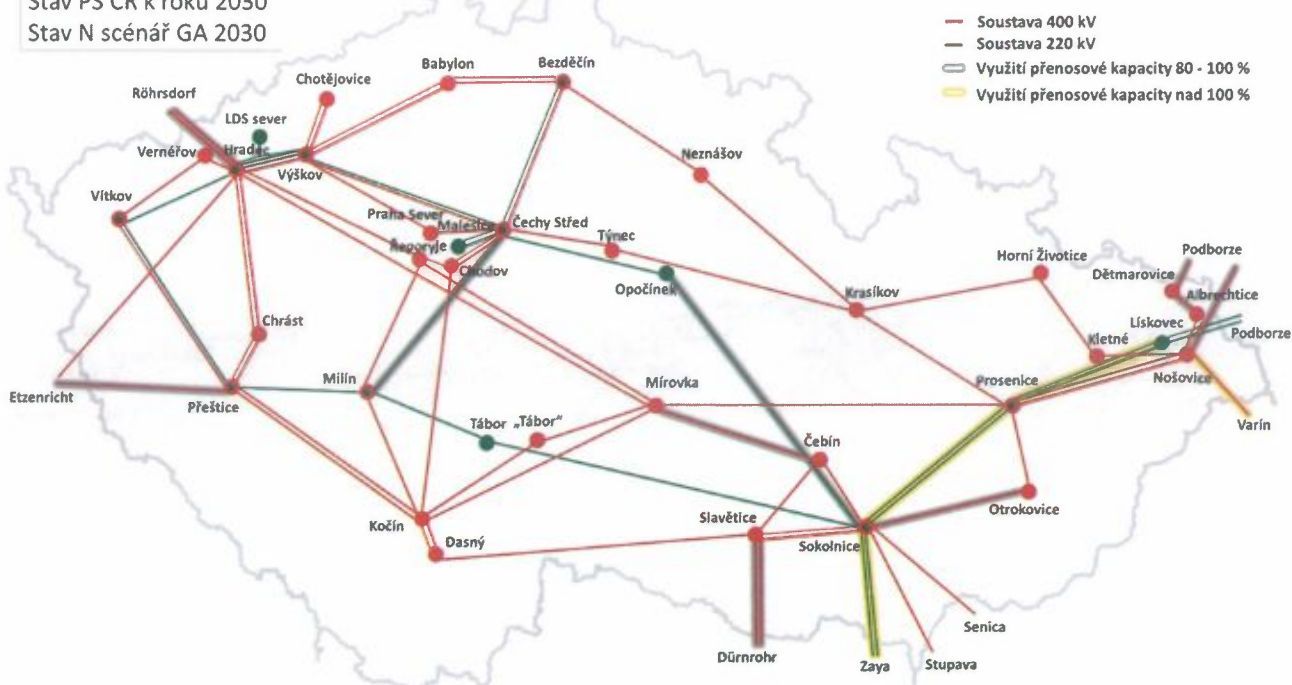 Stav PS ČR k roku 2030
Stav N scénář GA 2030
Soustava 400 kV
Soustava 220 kV
Využití přenosové kapacity 80 - 100 %
Využití přenosové kapacity nad 100 %
Babylon
Bezděčín
Chotějovice
Röhrsdorf
LDS sever
Vernéřov
Hradec
Výškov
Neznášov
Vítkov
Praha Sever
Malešice
Čechy Střed
Týnec
Řeporyje
Chodov
Opočínek
Krasíkov
Horní Životice
Podborze
Dětmarovice
Albrechtice
Lískovec
Podborze
Kletné
Nošovice
Chrást
Etzenricht
Přeštice
Milín
Mírovka
Prosenice
Varín
Tábor
„Tábor"
Čebín
Otrokovice
Kočín
Dasný
Slavětice
Sokolnice
Senica
Dürnrohr
Zaya
Stupava